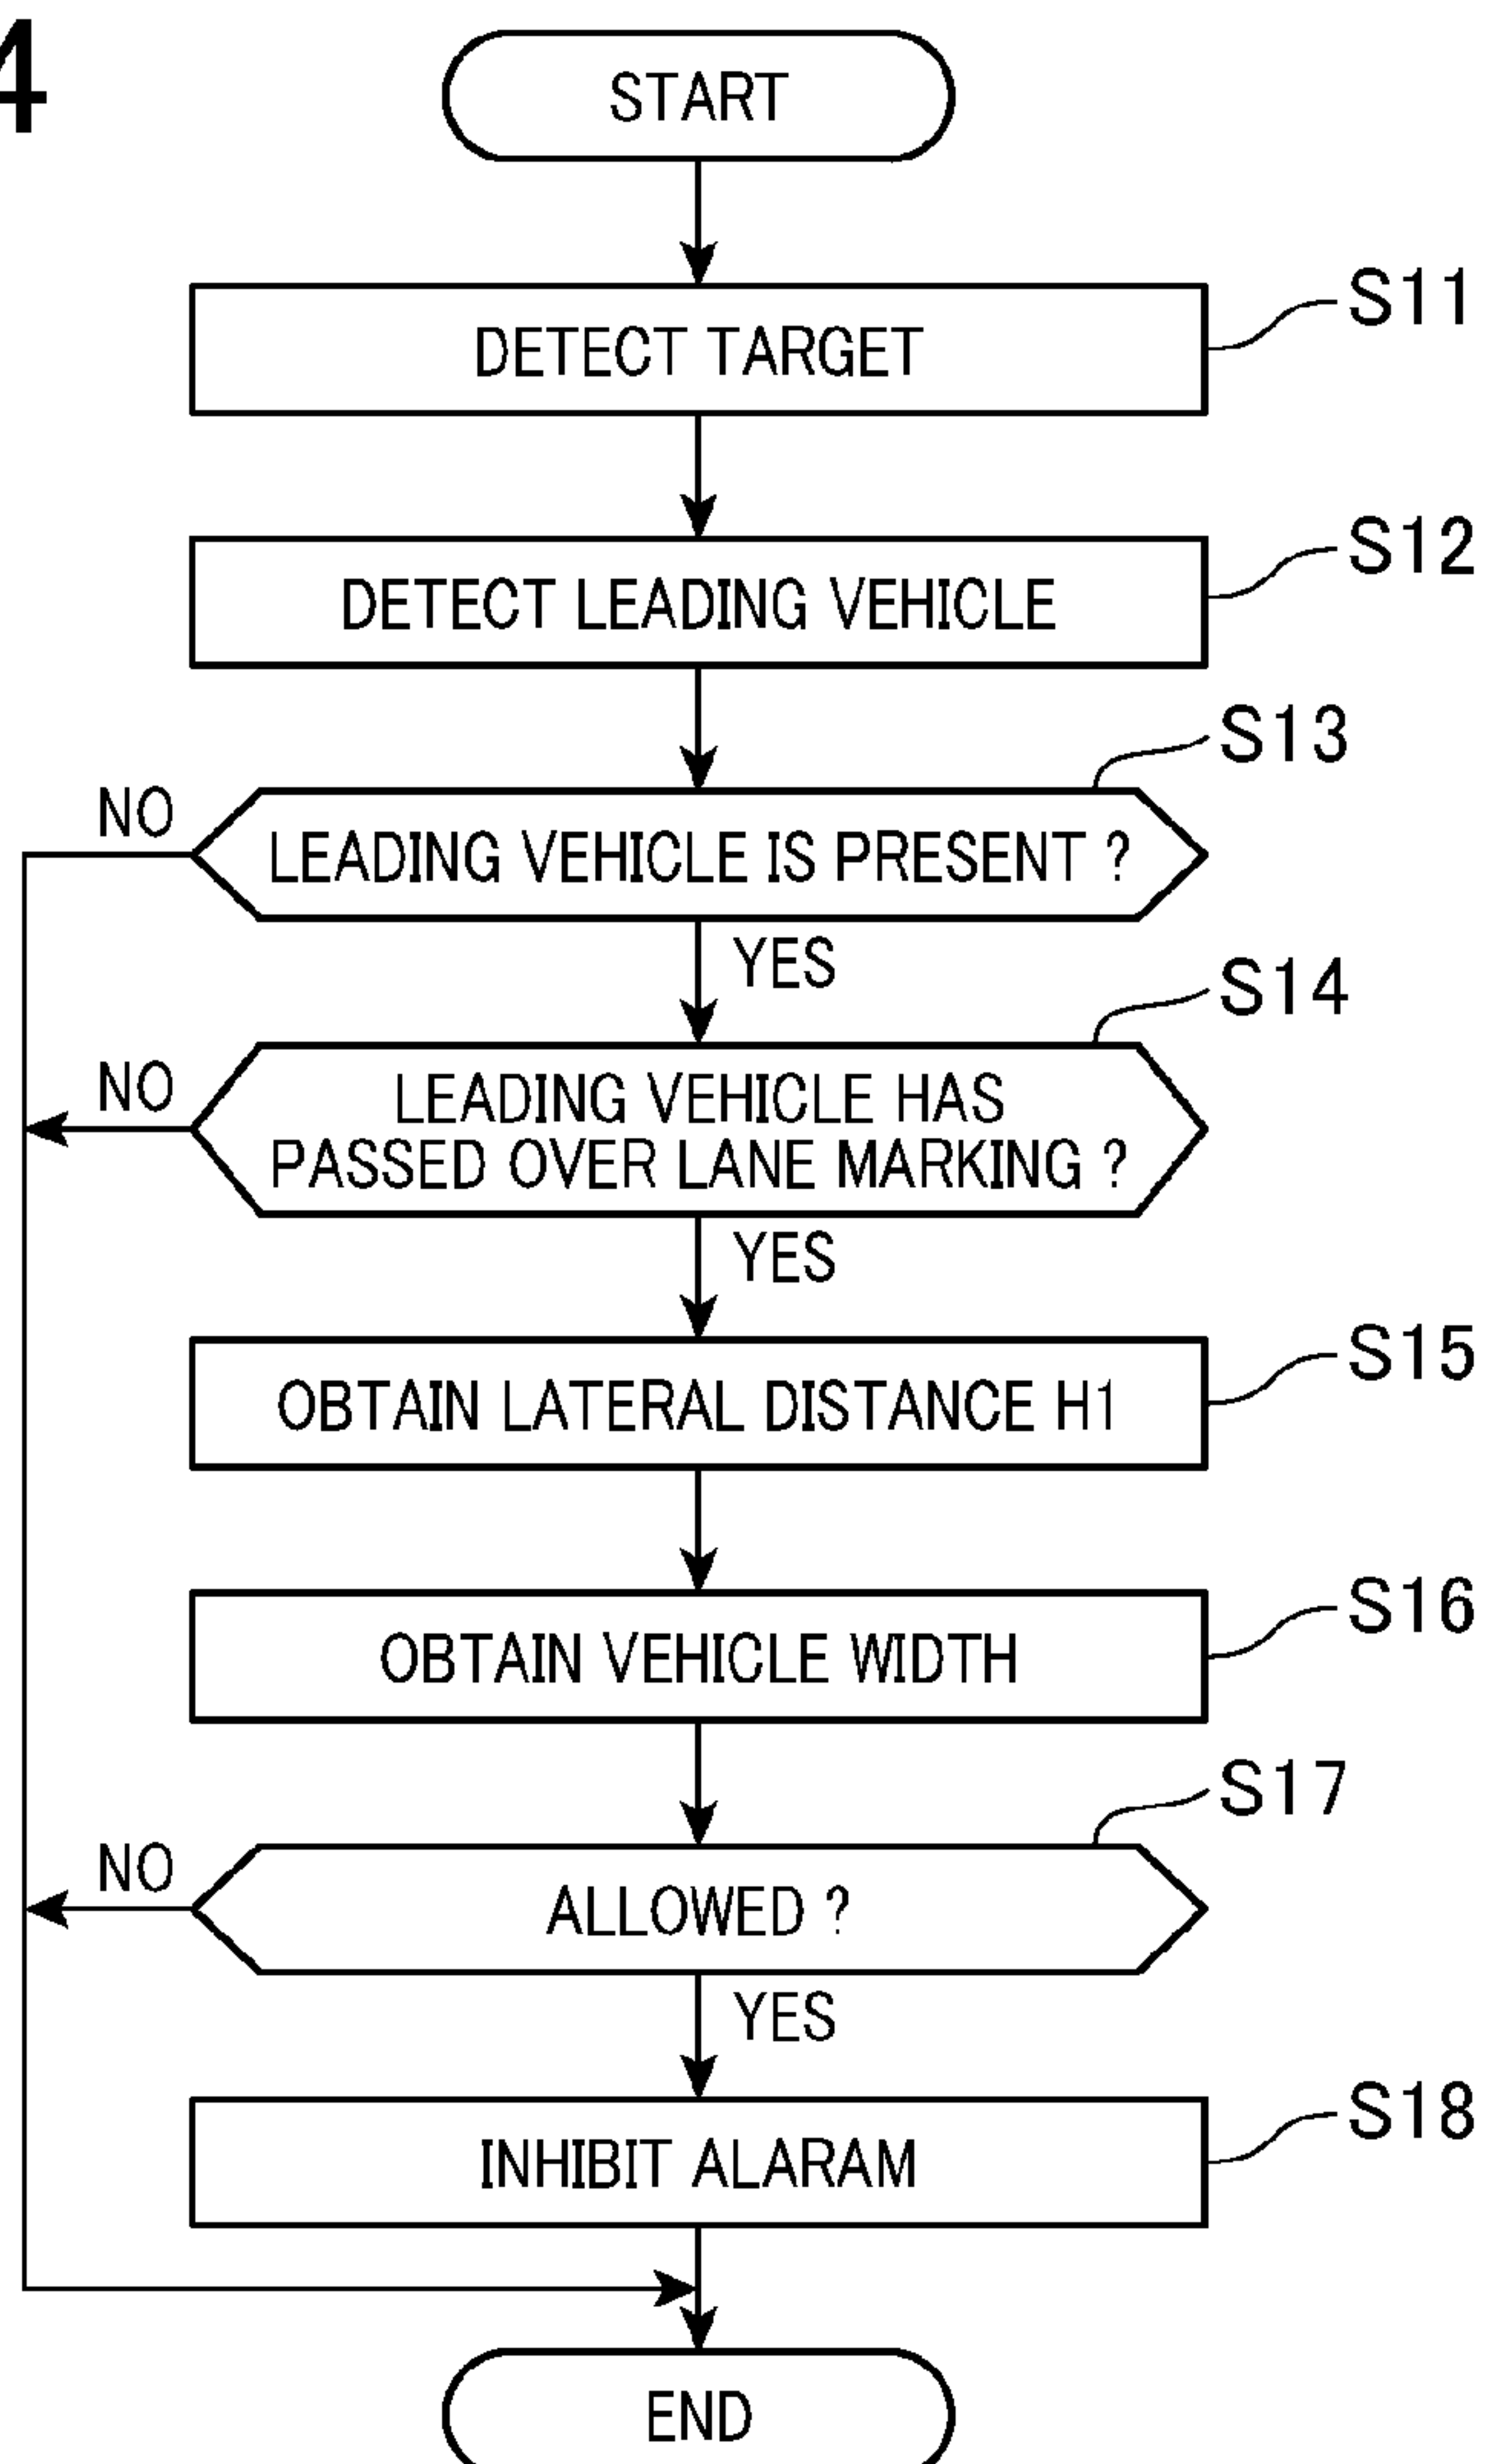 4
START
S11
DETECT TARGET
S12
DETECT LEADING VEHICLE
S13
NO
LEADING VEHICLE IS PRESENT ?
YES
S14
NO
LEADING VEHICLE HAS
PASSED OVER LANE MARKING ?
YES
S15
OBTAIN LATERAL DISTANCE H1
S16
OBTAIN VEHICLE WIDTH
S17
NO
ALLOWED ?
YES
S18
INHIBIT ALARAM
END